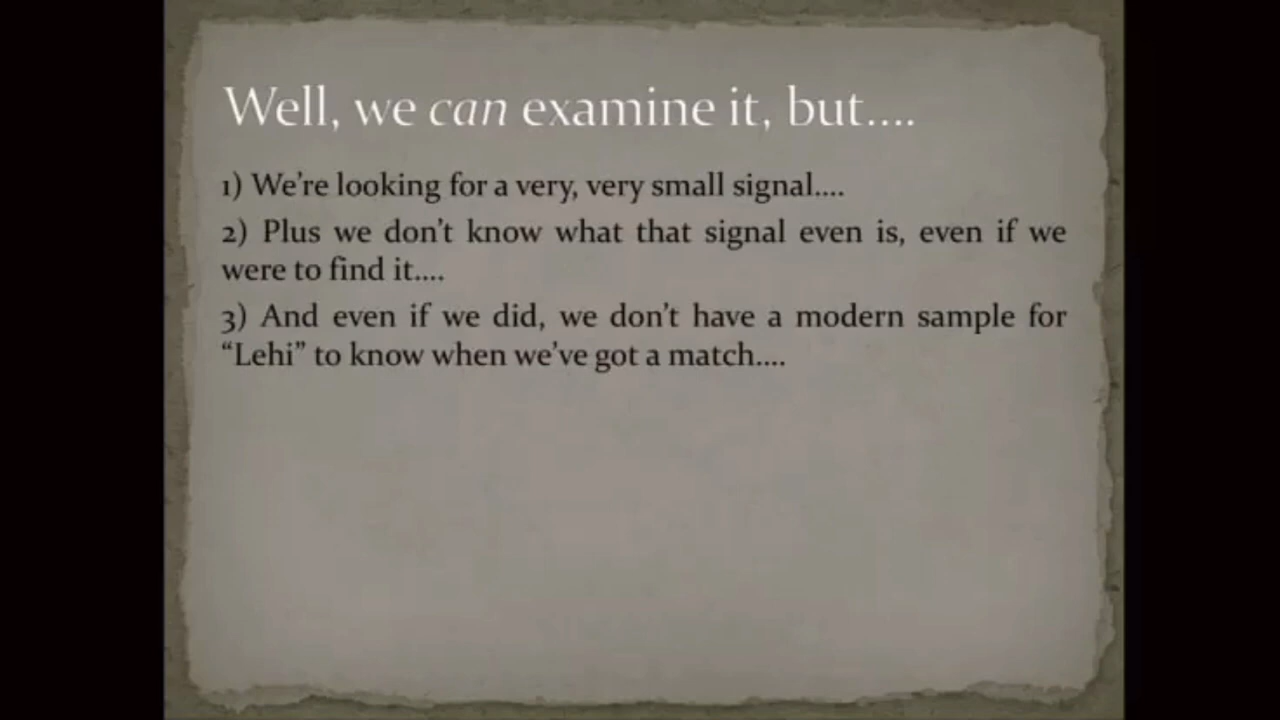 Well, we can examine it, but....
1) We're looking for a very, very small signal....
2) Plus we don't know what that signal even is, even if we
were to find it....
3) And even if we did, we don't have a modern sample for
“Lehi” to know when we've got a match....